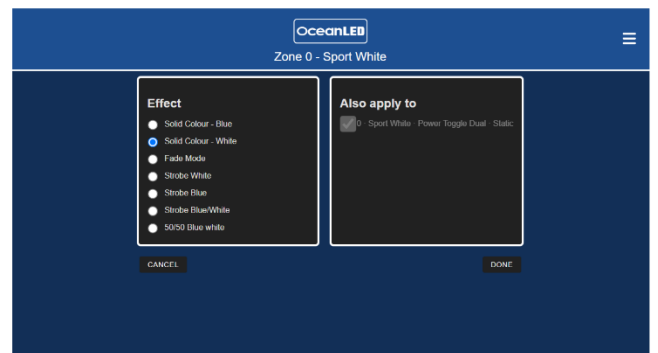 OceanLED
Zone 0 - Sport White
Effect
Solid Colour - Blue
Solid Colour - White
Fade Mode
Strobe White
Strobe Blue
Strobe Blue/White
50/50 Blue white
Also apply to
0 - Sport White - Power Toggle Dual - Static
CANCEL
DONE